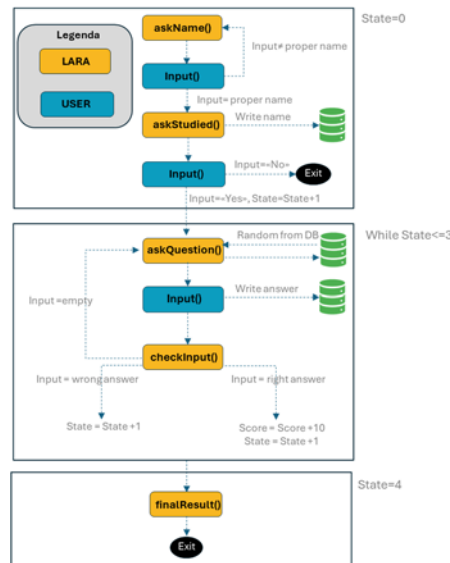 State=0
Legenda
LARA
USER
askName()
Input≠ proper name
Input()
Input= proper name
askStudied()
Write name
Input()
Input=«No»
Exit
Input=«Yes», State=State+1
While State<=3
Random from DB
askQuestion()
Input=empty
Input()
Write answer
checkInput()
Input = wrong answer
Input = right answer
State = State +1
Score = Score +10
State = State +1
State=4
finalResult()
Exit